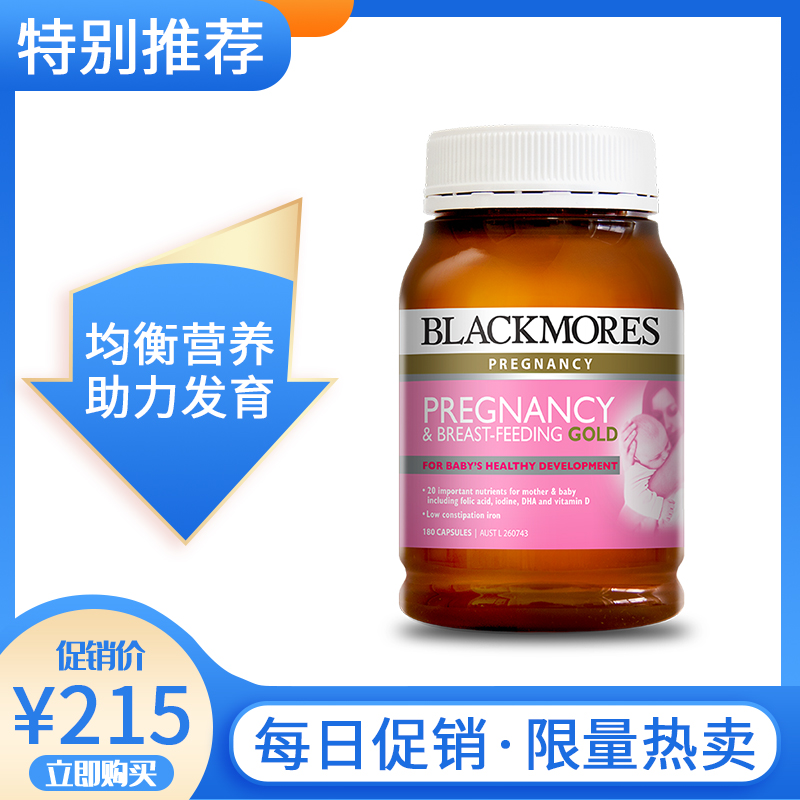 特别推荐
均衡营养
助力发育
BLACKMORES
PREGNANCY
PREGNANCY
& BREAST-FEEDING GOLD
FOR BABY'S HEALTHY DEVELOPMENT
• 20 important nutrients for mother & baby
including folic acid, iodine, DHA and vitamin D
• Low constipation iron
180 CAPSULES | AUST L 260743
促销价
¥215
立即购买
每日促销·限量热卖